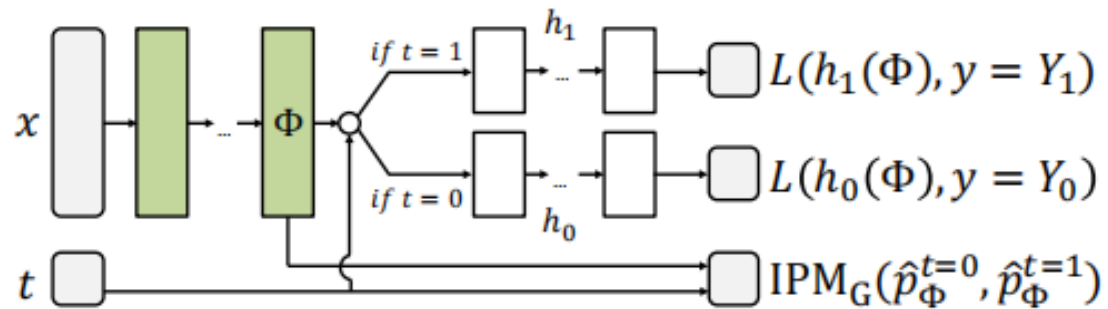 h₁
if t = 1
...
...
L(h₁(Φ), y = Y₁)
x
Φ
...
if t = 0
...
h₀
L(h₀(Φ), y = Y₀)
t
IPM_G(p̂_Φ^{t=0}, p̂_Φ^{t=1})